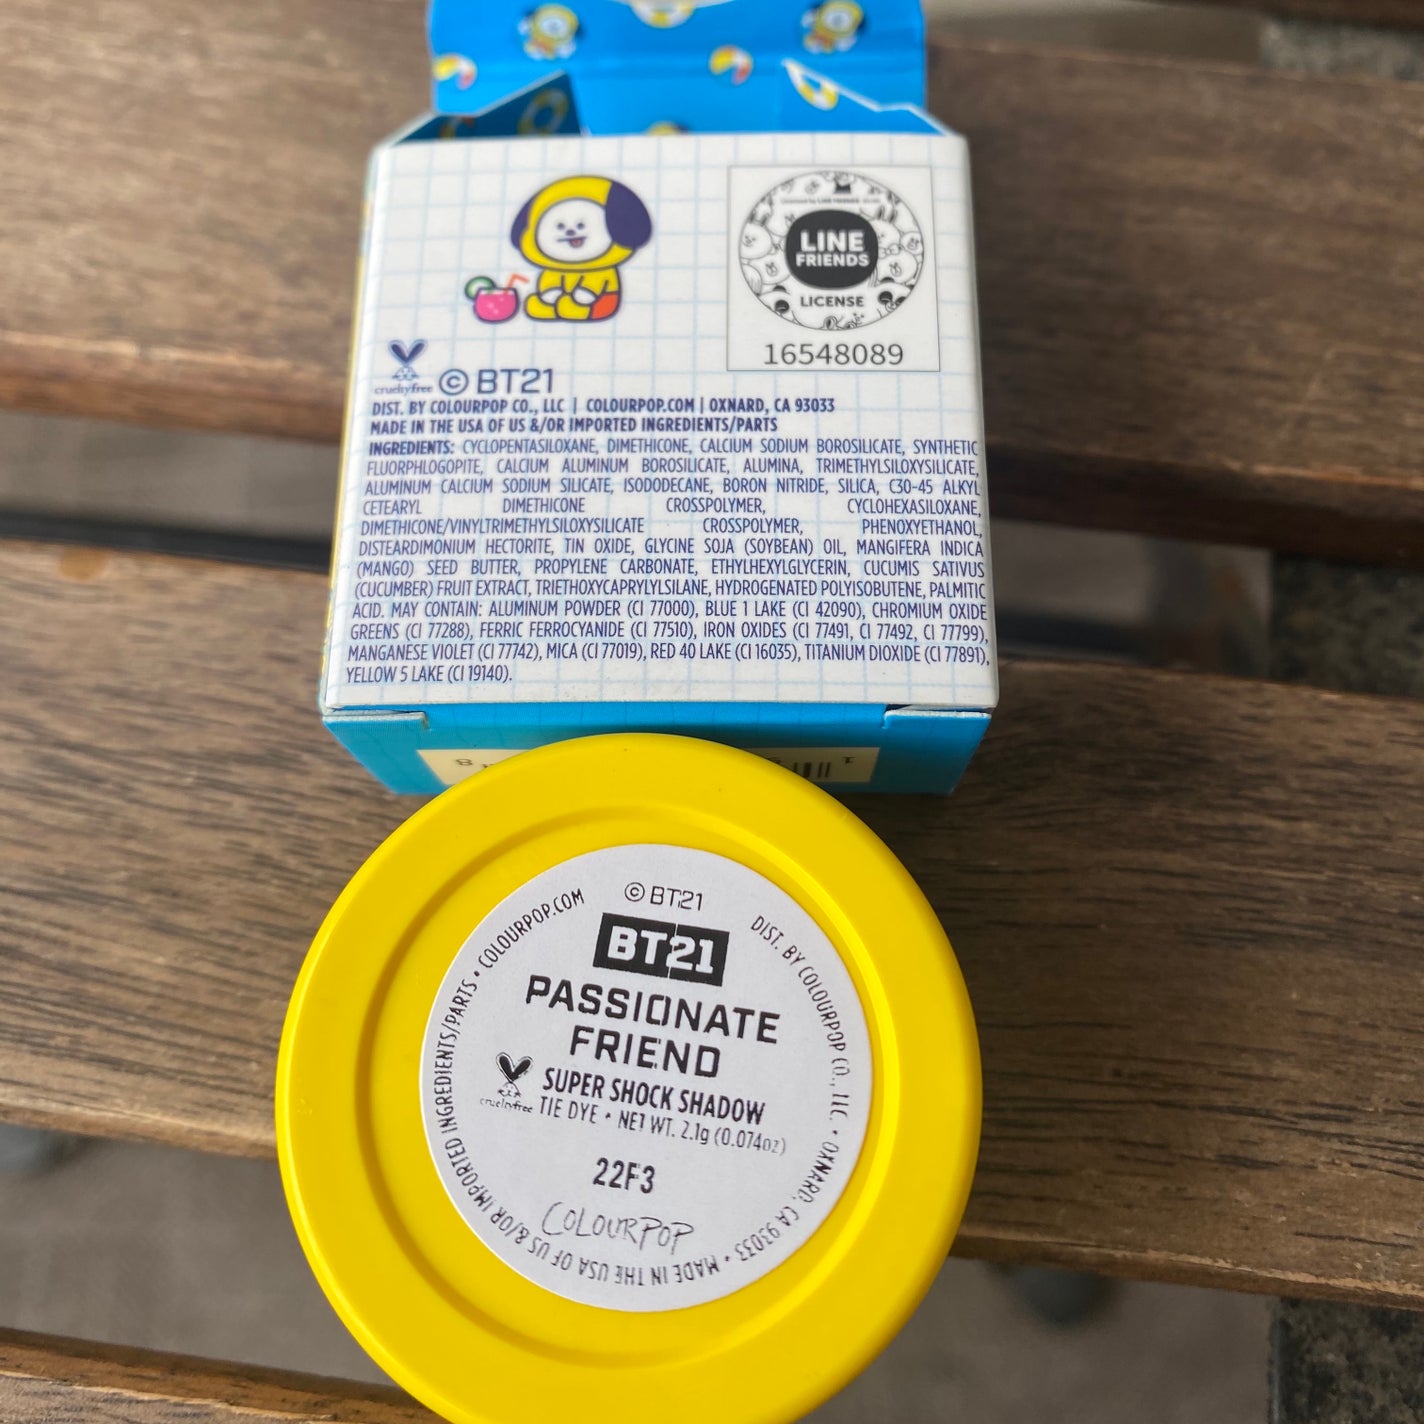 LINE
FRIENDS
LICENSE
16548089
crueltyfree © BT21
DIST. BY COLOURPOP CO., LLC | COLOURPOP.COM | OXNARD, CA 93033
MADE IN THE USA OF US &/OR IMPORTED INGREDIENTS/PARTS
INGREDIENTS: CYCLOPENTASILOXANE, DIMETHICONE, CALCIUM SODIUM BOROSILICATE, SYNTHETIC
FLUORPHLOGOPITE, CALCIUM ALUMINUM BOROSILICATE, ALUMINA, TRIMETHYLSILOXYSILICATE,
ALUMINUM CALCIUM SODIUM SILICATE, ISODODECANE, BORON NITRIDE, SILICA, C30-45 ALKYL
CETEARYL DIMETHICONE CROSSPOLYMER, CYCLOHEXASILOXANE,
DIMETHICONE/VINYLTRIMETHYLSILOXYSILICATE CROSSPOLYMER, PHENOXYETHANOL,
DISTEARDIMONIUM HECTORITE, TIN OXIDE, GLYCINE SOJA (SOYBEAN) OIL, MANGIFERA INDICA
(MANGO) SEED BUTTER, PROPYLENE CARBONATE, ETHYLHEXYLGLYCERIN, CUCUMIS SATIVUS
(CUCUMBER) FRUIT EXTRACT, TRIETHOXYCAPRYLYLSILANE, HYDROGENATED POLYISOBUTENE, PALMITIC
ACID. MAY CONTAIN: ALUMINUM POWDER (CI 77000), BLUE 1 LAKE (CI 42090), CHROMIUM OXIDE
GREENS (CI 77288), FERRIC FERROCYANIDE (CI 77510), IRON OXIDES (CI 77491, CI 77492, CI 77799),
MANGANESE VIOLET (CI 77742), MICA (CI 77019), RED 40 LAKE (CI 16035), TITANIUM DIOXIDE (CI 77891),
YELLOW 5 LAKE (CI 19140).
© BT21
BT21
PASSIONATE
FRIEND
SUPER SHOCK SHADOW
crueltyfree TIE DYE • NET WT. 2.1g (0.074oz)
22F3
COLOURPOP
DIST. BY COLOURPOP CO., LLC. • OXNARD, CA 93033 • MADE IN THE USA OF US &/OR IMPORTED INGREDIENTS/PARTS • COLOURPOP.COM